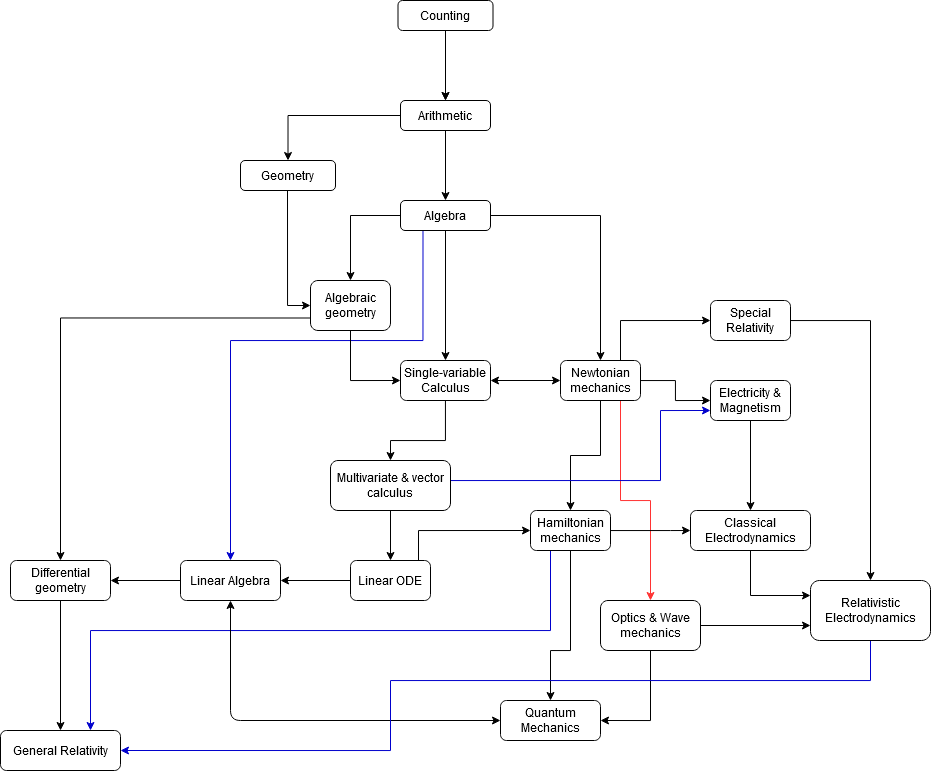 Counting
Arithmetic
Geometry
Algebra
Algebraic
geometry
Special
Relativity
Single-variable
Calculus
Newtonian
mechanics
Electricity &
Magnetism
Multivariate & vector
calculus
Hamiltonian
mechanics
Classical
Electrodynamics
Differential
geometry
Linear Algebra
Linear ODE
Relativistic
Electrodynamics
Optics & Wave
mechanics
Quantum
Mechanics
General Relativity